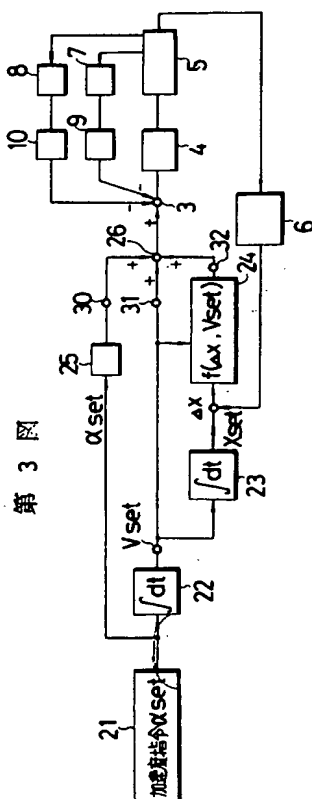 第 3 図
21
加速度指令αset
αset
25
30
22
∫dt
Vset
31
26
23
∫dt
Xset
ΔX
f(Δx, Vset)
24
32
3
4
5
6
7
8
9
10
+
+
+
+
-
-